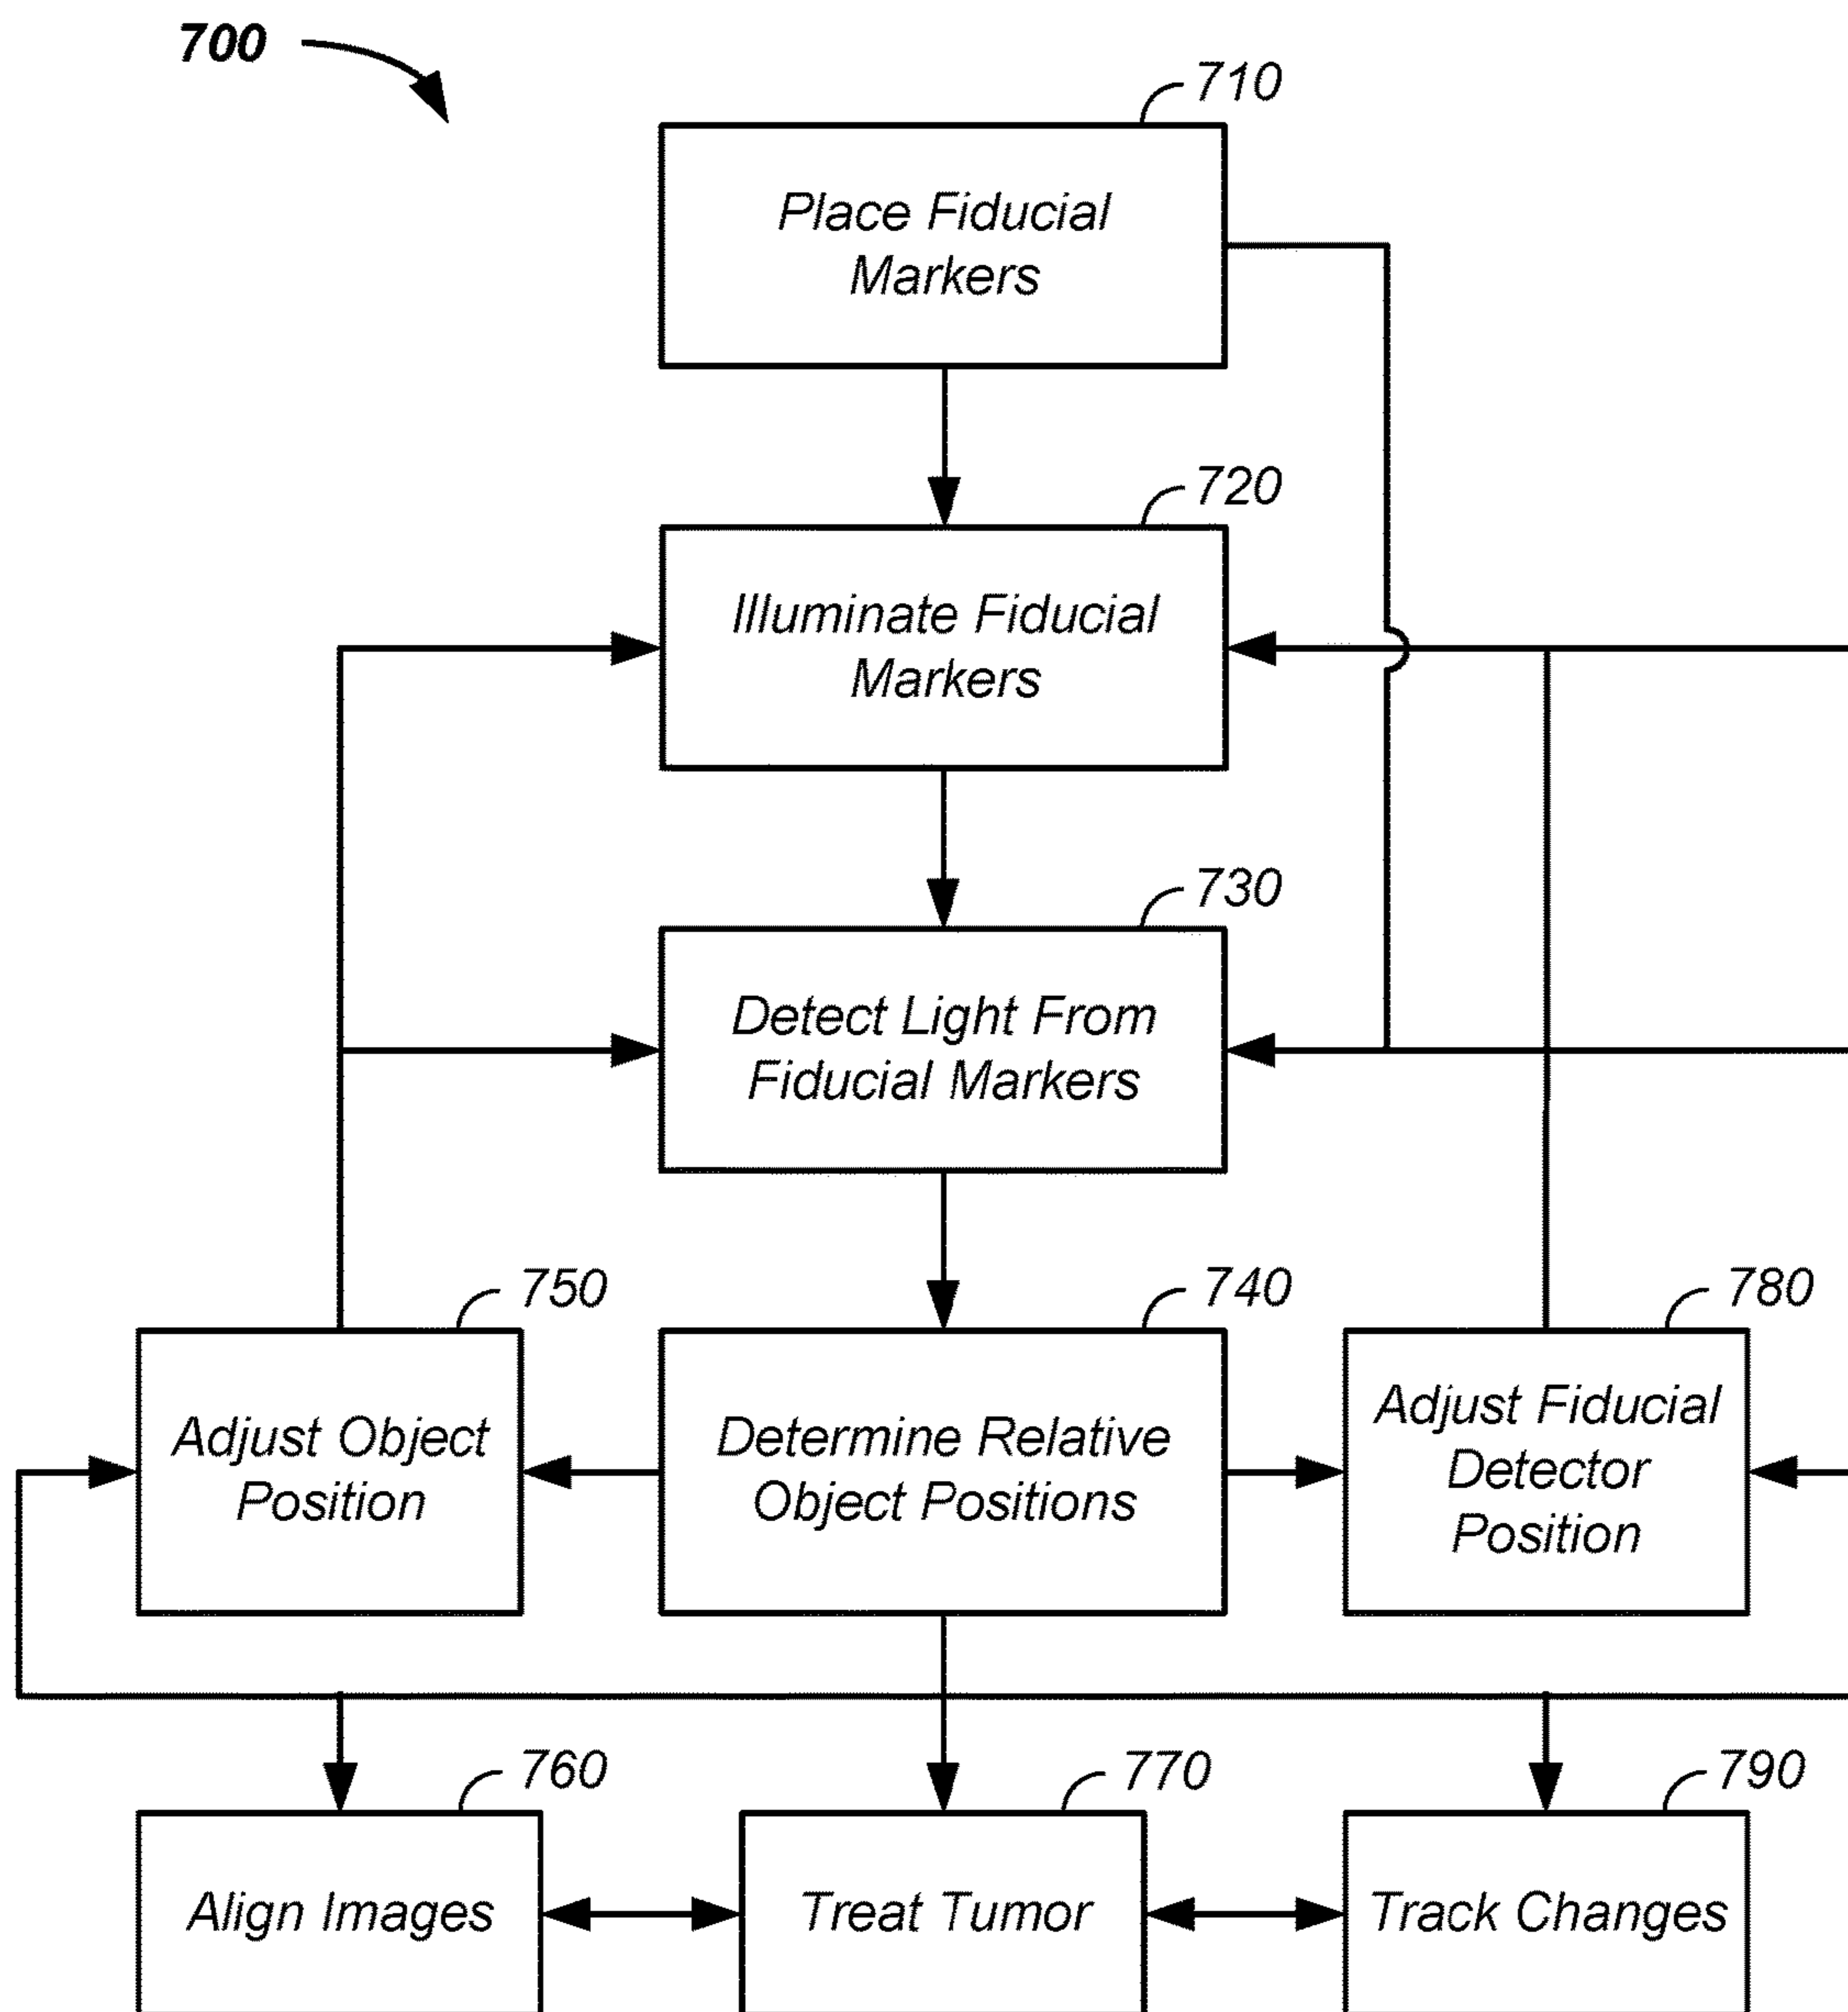 700
710
Place Fiducial
Markers
720
Illuminate Fiducial
Markers
730
Detect Light From
Fiducial Markers
750
740
780
Adjust Object
Position
Determine Relative
Object Positions
Adjust Fiducial
Detector
Position
760
770
790
Align Images
Treat Tumor
Track Changes